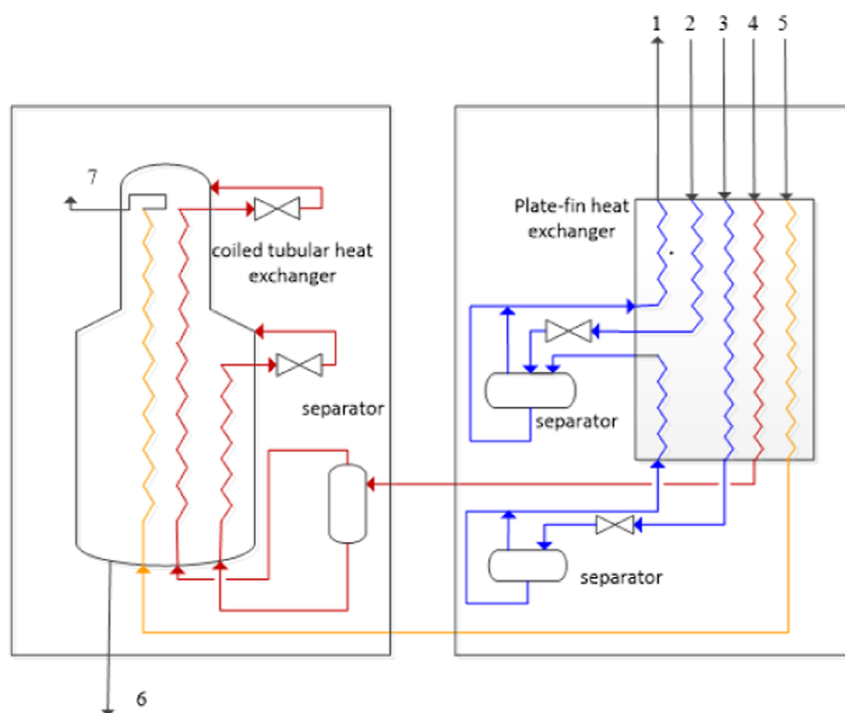 1 2 3 4 5
7
Plate-fin heat
exchanger
coiled tubular heat
exchanger
separator
separator
separator
6